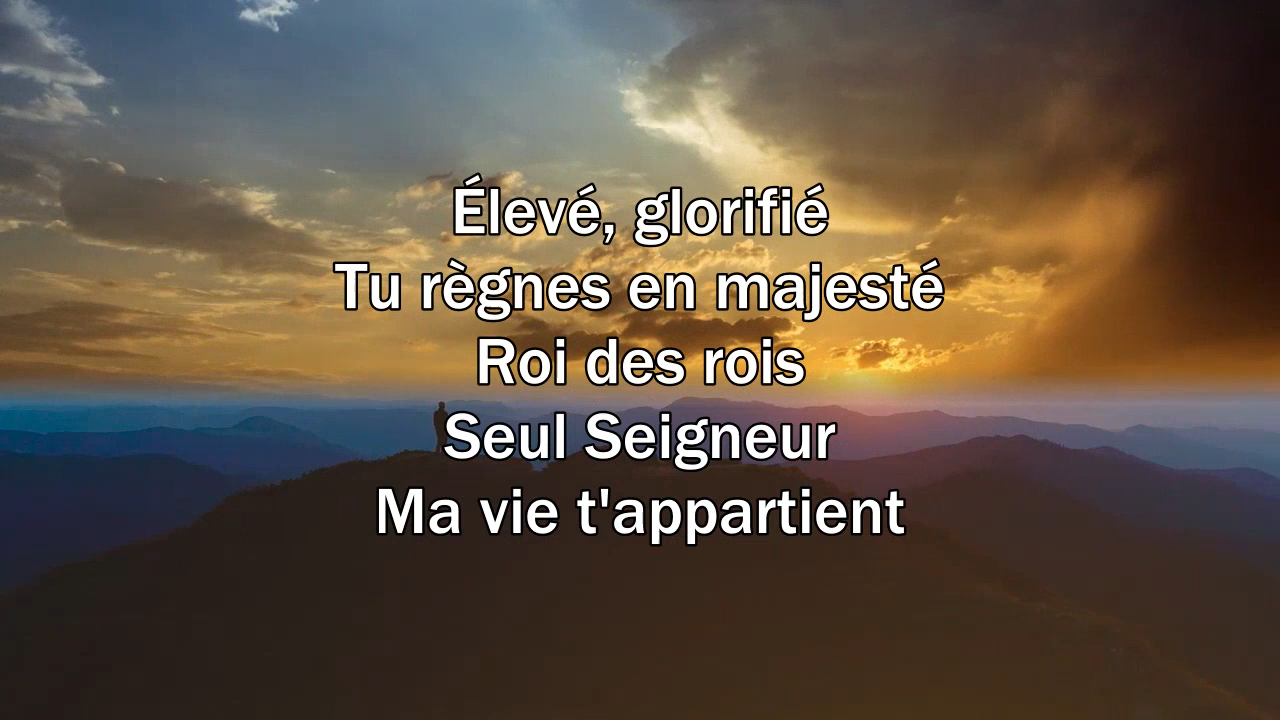 Élevé, glorifié
Tu règnes en majesté
Roi des rois
Seul Seigneur
Ma vie t'appartient